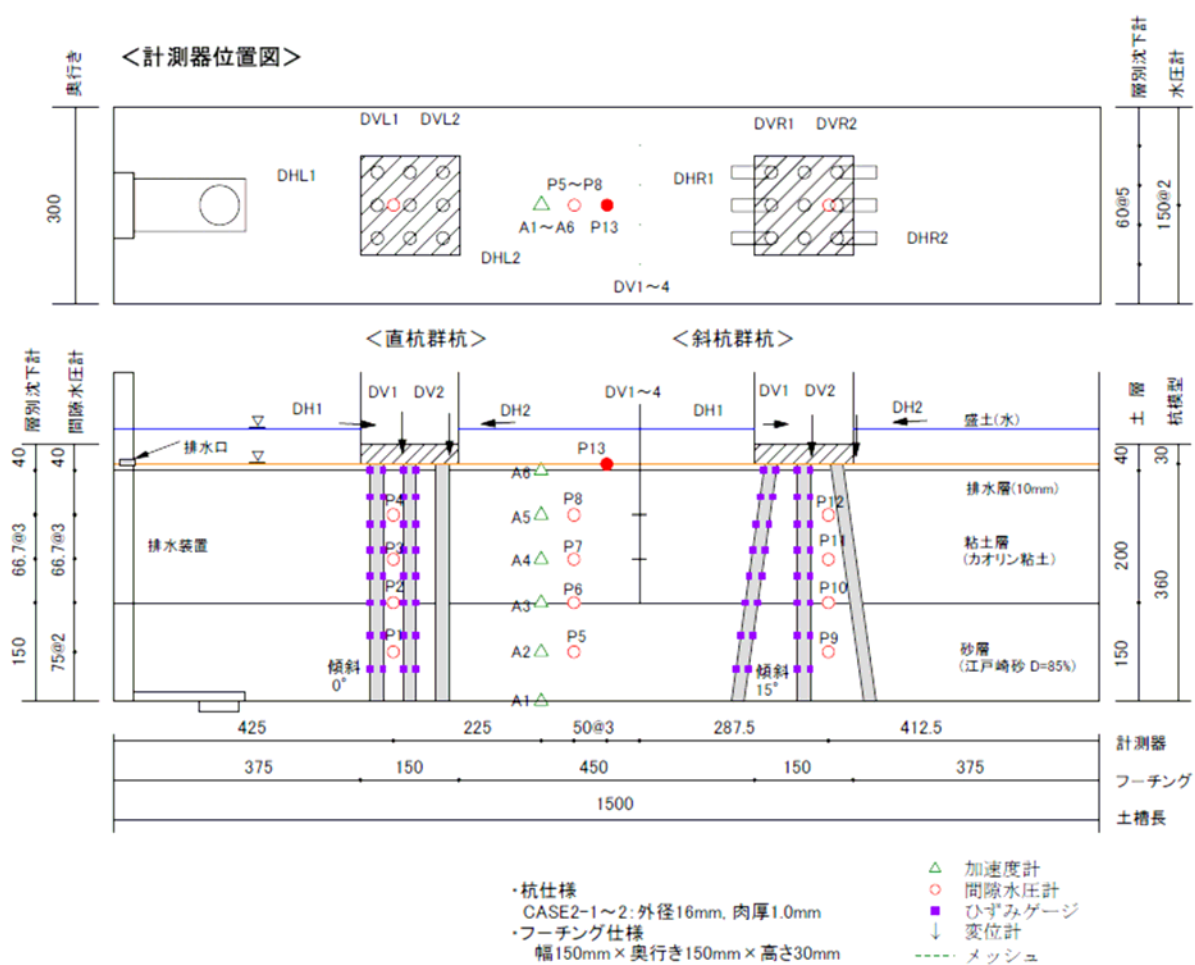 <計測器位置図>
奥行き
300
DVL1 DVL2
DHL1
DHL2
P5~P8
A1~A6 P13
DVR1 DVR2
DHR1
DHR2
DV1~4
層別沈下計
水圧計
60@5
150@2
<直杭群杭>
<斜杭群杭>
層別沈下計
間隙水圧計
40
40
66.7@3
66.7@3
150
75@2
排水口
排水装置
DH1
DV1 DV2
DH2
DV1~4
DH1
DV1 DV2
DH2
P13
盛土(水)
排水層(10mm)
粘土層
(カオリン粘土)
砂層
(江戸崎砂 D=85%)
P4
P3
P2
P1
A6
A5
A4
A3
A2
A1
P8
P7
P6
P5
P12
P11
P10
P9
傾斜
0°
傾斜
15°
土層
杭模型
40
30
200
360
150
425 225 50@3 287.5 412.5
計測器
375 150 450 150 375
フーチング
1500
土槽長
・杭仕様
CASE2-1~2:外径16mm, 肉厚1.0mm
・フーチング仕様
幅150mm×奥行き150mm×高さ30mm
△ 加速度計
○ 間隙水圧計
■ ひずみゲージ
↓ 変位計
----- メッシュ